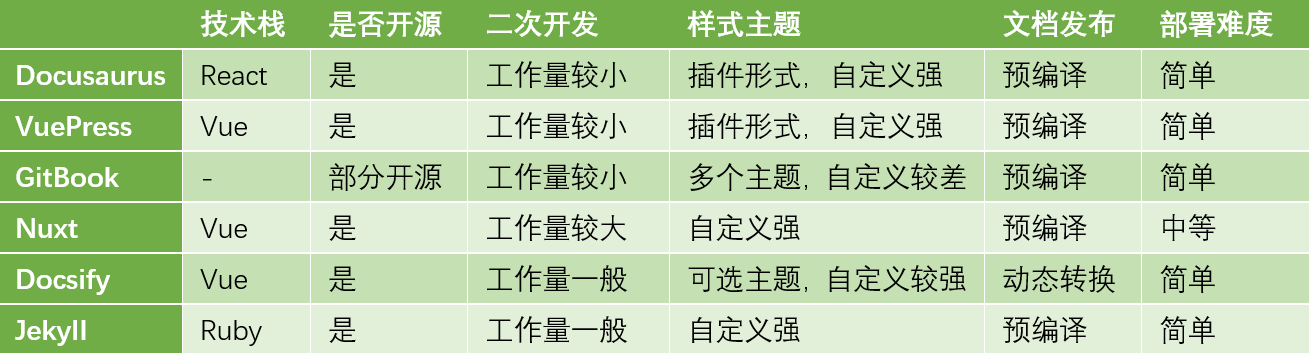 技术栈 是否开源 二次开发 样式主题 文档发布 部署难度
Docusaurus React 是 工作量较小 插件形式，自定义强 预编译 简单
VuePress Vue 是 工作量较小 插件形式，自定义强 预编译 简单
GitBook - 部分开源 工作量较小 多个主题，自定义较差 预编译 简单
Nuxt Vue 是 工作量较大 自定义强 预编译 中等
Docsify Vue 是 工作量一般 可选主题，自定义较强 动态转换 简单
Jekyll Ruby 是 工作量一般 自定义强 预编译 简单